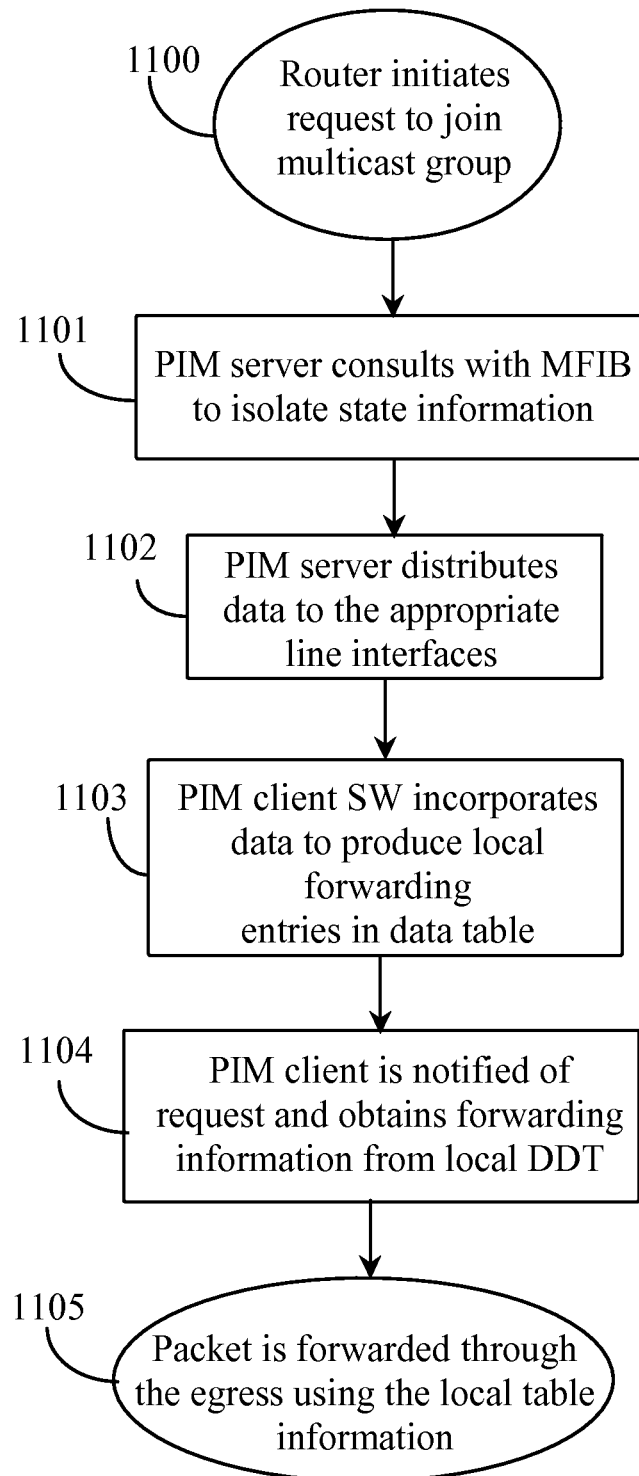 1100
Router initiates
request to join
multicast group
1101
PIM server consults with MFIB
to isolate state information
1102
PIM server distributes
data to the appropriate
line interfaces
1103
PIM client SW incorporates
data to produce local
forwarding
entries in data table
1104
PIM client is notified of
request and obtains forwarding
information from local DDT
1105
Packet is forwarded through
the egress using the local table
information